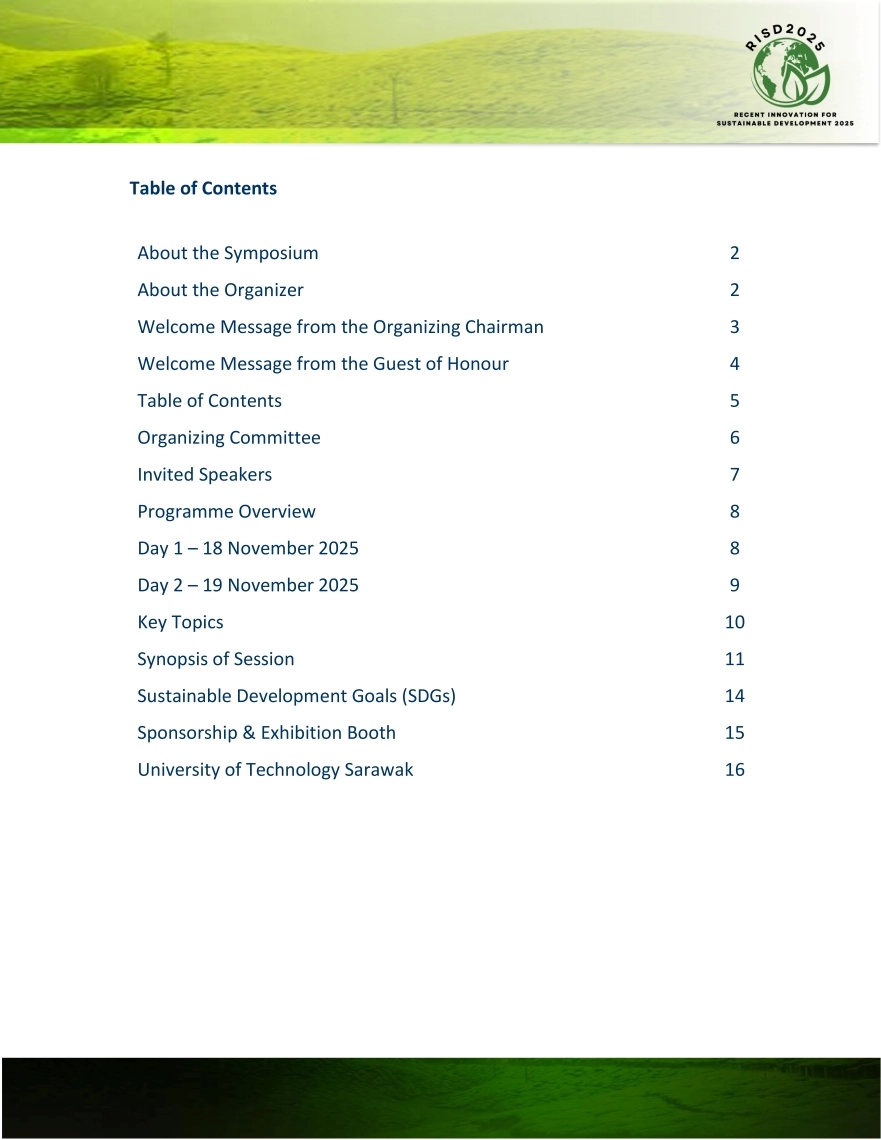 RISD2025
RECENT INNOVATION FOR
SUSTAINABLE DEVELOPMENT 2025
Table of Contents
About the Symposium 2
About the Organizer 2
Welcome Message from the Organizing Chairman 3
Welcome Message from the Guest of Honour 4
Table of Contents 5
Organizing Committee 6
Invited Speakers 7
Programme Overview 8
Day 1 – 18 November 2025 8
Day 2 – 19 November 2025 9
Key Topics 10
Synopsis of Session 11
Sustainable Development Goals (SDGs) 14
Sponsorship & Exhibition Booth 15
University of Technology Sarawak 16